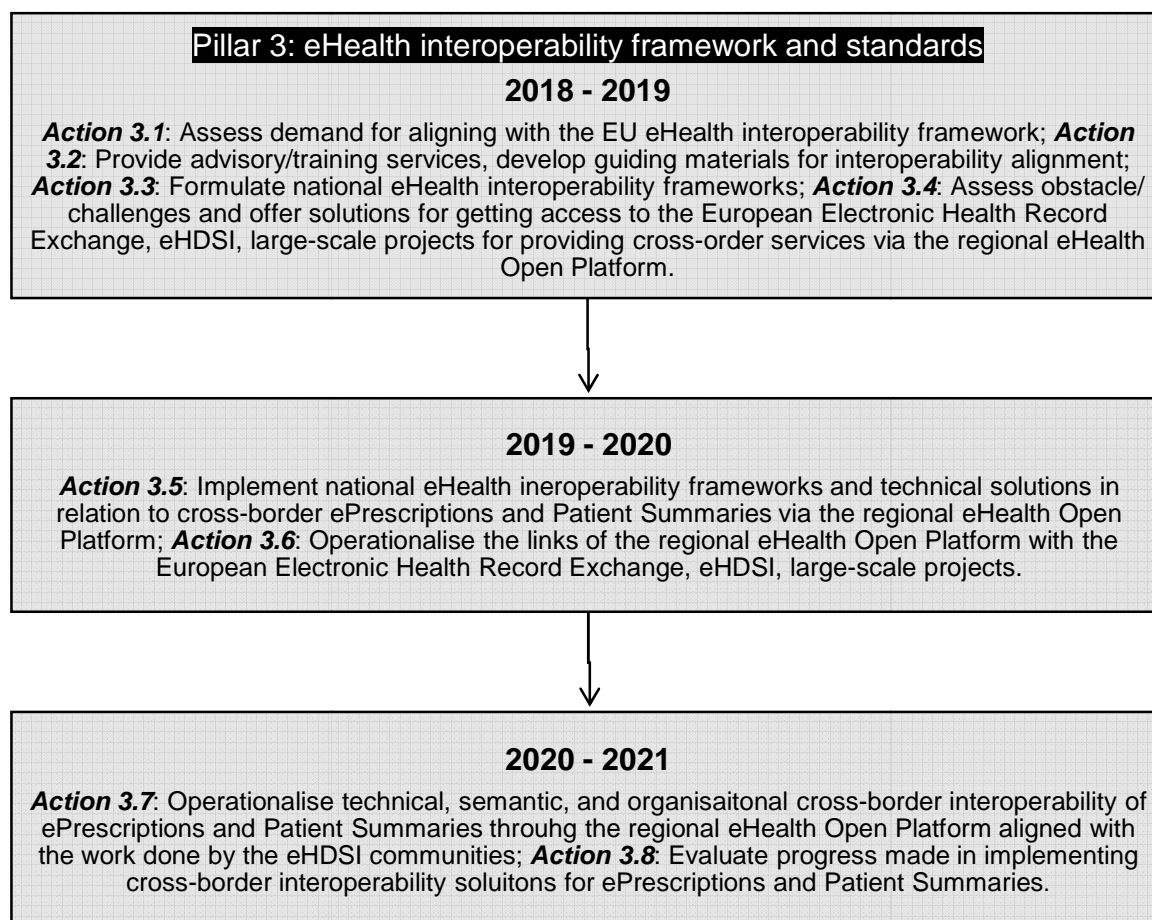 Pillar 3: eHealth interoperability framework and standards
2018 - 2019
Action 3.1: Assess demand for aligning with the EU eHealth interoperability framework; Action
3.2: Provide advisory/training services, develop guiding materials for interoperability alignment;
Action 3.3: Formulate national eHealth interoperability frameworks; Action 3.4: Assess obstacle/
challenges and offer solutions for getting access to the European Electronic Health Record
Exchange, eHDSI, large-scale projects for providing cross-order services via the regional eHealth
Open Platform.
2019 - 2020
Action 3.5: Implement national eHealth ineroperability frameworks and technical solutions in
relation to cross-border ePrescriptions and Patient Summaries via the regional eHealth Open
Platform; Action 3.6: Operationalise the links of the regional eHealth Open Platform with the
European Electronic Health Record Exchange, eHDSI, large-scale projects.
2020 - 2021
Action 3.7: Operationalise technical, semantic, and organisaitonal cross-border interoperability of
ePrescriptions and Patient Summaries throuhg the regional eHealth Open Platform aligned with
the work done by the eHDSI communities; Action 3.8: Evaluate progress made in implementing
cross-border interoperability soluitons for ePrescriptions and Patient Summaries.